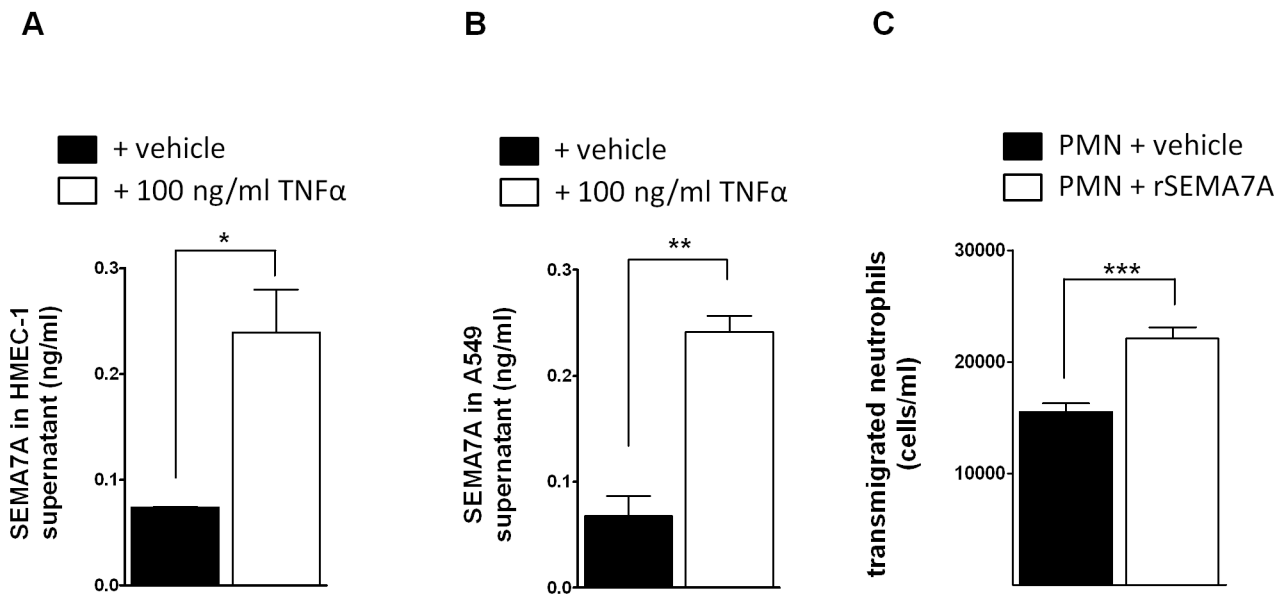 A
+ vehicle
+ 100 ng/ml TNFα
*
SEMA7A in HMEC-1
supernatant (ng/ml)
0.3
0.2
0.1
0.0
B
+ vehicle
+ 100 ng/ml TNFα
**
SEMA7A in A549
supernatant (ng/ml)
0.3
0.2
0.1
0.0
C
PMN + vehicle
PMN + rSEMA7A
***
transmigrated neutrophils
(cells/ml)
30000
20000
10000